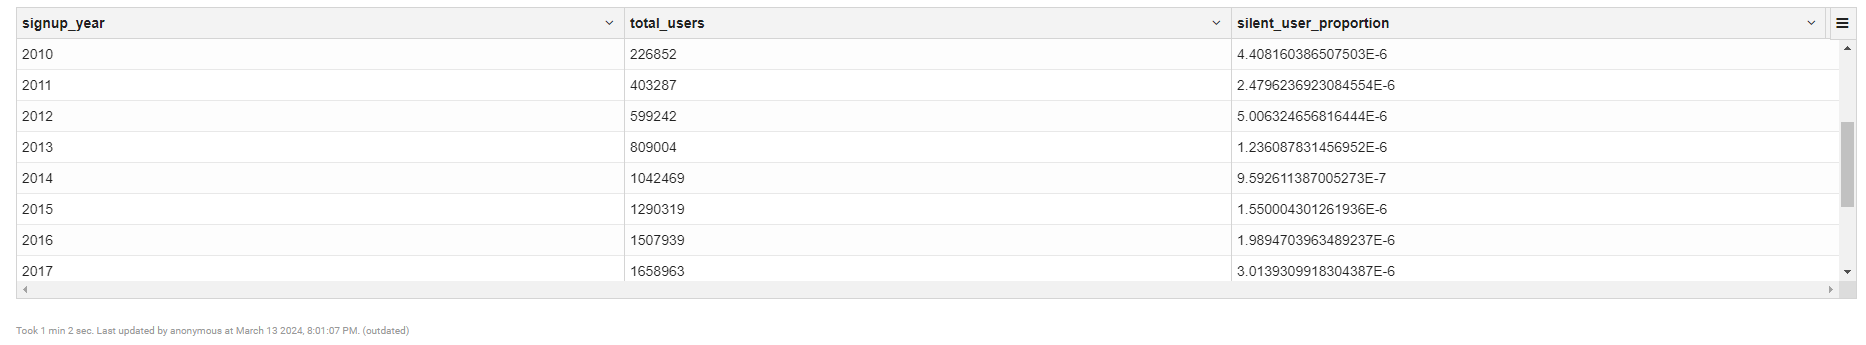 signup_year total_users silent_user_proportion
2010 226852 4.408160386507503E-6
2011 403287 2.4796236923084554E-6
2012 599242 5.006324656816444E-6
2013 809004 1.236087831456952E-6
2014 1042469 9.592611387005273E-7
2015 1290319 1.550004301261936E-6
2016 1507939 1.9894703963489237E-6
2017 1658963 3.0139309918304387E-6
Took 1 min 2 sec. Last updated by anonymous at March 13 2024, 8:01:07 PM. (outdated)